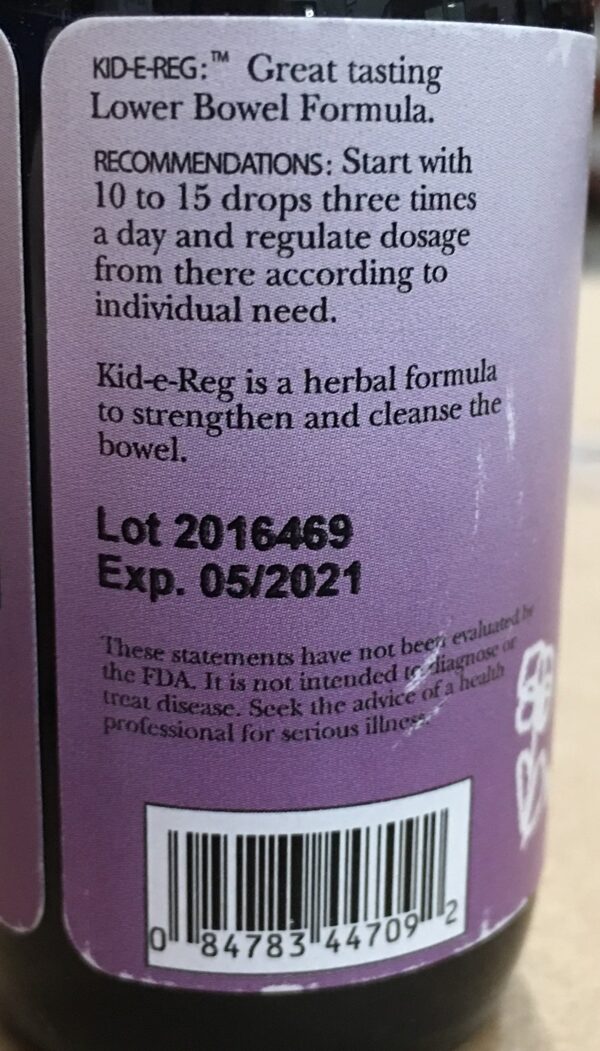 KID-E-REG:™ Great tasting
Lower Bowel Formula.
RECOMMENDATIONS: Start with
10 to 15 drops three times
a day and regulate dosage
from there according to
individual need.
Kid-e-Reg is a herbal formula
to strengthen and cleanse the
bowel.
Lot 2016469
Exp. 05/2021
These statements have not been evaluated by
the FDA. It is not intended to diagnose or
treat disease. Seek the advice of a health
professional for serious illness.
0 84783 44709 2